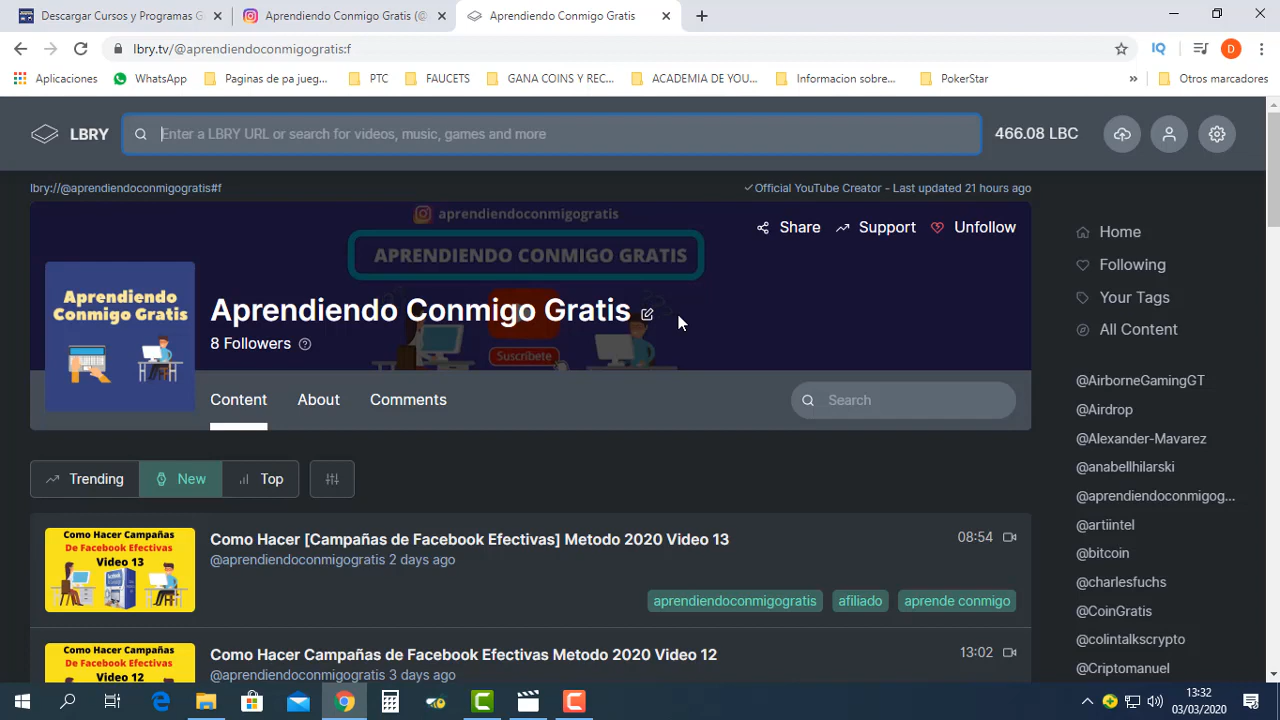 Descargar Cursos y Programas G
Aprendiendo Conmigo Gratis (@
Aprendiendo Conmigo Gratis
lbry.tv/@aprendiendoconmigogratis:f
IQ
D
Aplicaciones
WhatsApp
Paginas de pa jueg...
PTC
FAUCETS
GANA COINS Y REC...
ACADEMIA DE YOU...
Informacion sobre...
PokerStar
»
Otros marcadores
LBRY
Enter a LBRY URL or search for videos, music, games and more
466.08 LBC
lbry://@aprendiendoconmigogratis#f
Official YouTube Creator - Last updated 21 hours ago
aprendiendoconmigogratis
Share
Support
Unfollow
APRENDIENDO CONMIGO GRATIS
Aprendiendo
Conmigo Gratis
Aprendiendo Conmigo Gratis
8 Followers
Suscribete
Content
About
Comments
Search
Home
Following
Your Tags
All Content
@AirborneGamingGT
@Airdrop
@Alexander-Mavarez
@anabellhilarski
@aprendiendoconmigog...
@artiintel
@bitcoin
@charlesfuchs
@CoinGratis
@colintalkscrypto
@Criptomanuel
Trending
New
Top
Como Hacer Campañas
De Facebook Efectivas
Video 13
Como Hacer [Campañas de Facebook Efectivas] Metodo 2020 Video 13
@aprendiendoconmigogratis 2 days ago
08:54
aprendiendoconmigogratis
afiliado
aprende conmigo
Como Hacer Campañas
De Facebook Efectivas
Video 12
Como Hacer Campañas de Facebook Efectivas Metodo 2020 Video 12
@aprendiendoconmigogratis 3 days ago
13:02
13:32
03/03/2020